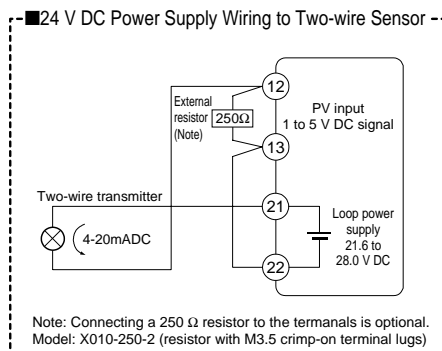 ■24 V DC Power Supply Wiring to Two-wire Sensor
12
External
resistor
(Note)
250Ω
PV input
1 to 5 V DC signal
13
Two-wire transmitter
21
4-20mADC
Loop power
supply
21.6 to
28.0 V DC
22
Note: Connecting a 250 Ω resistor to the termanals is optional.
Model: X010-250-2 (resistor with M3.5 crimp-on terminal lugs)